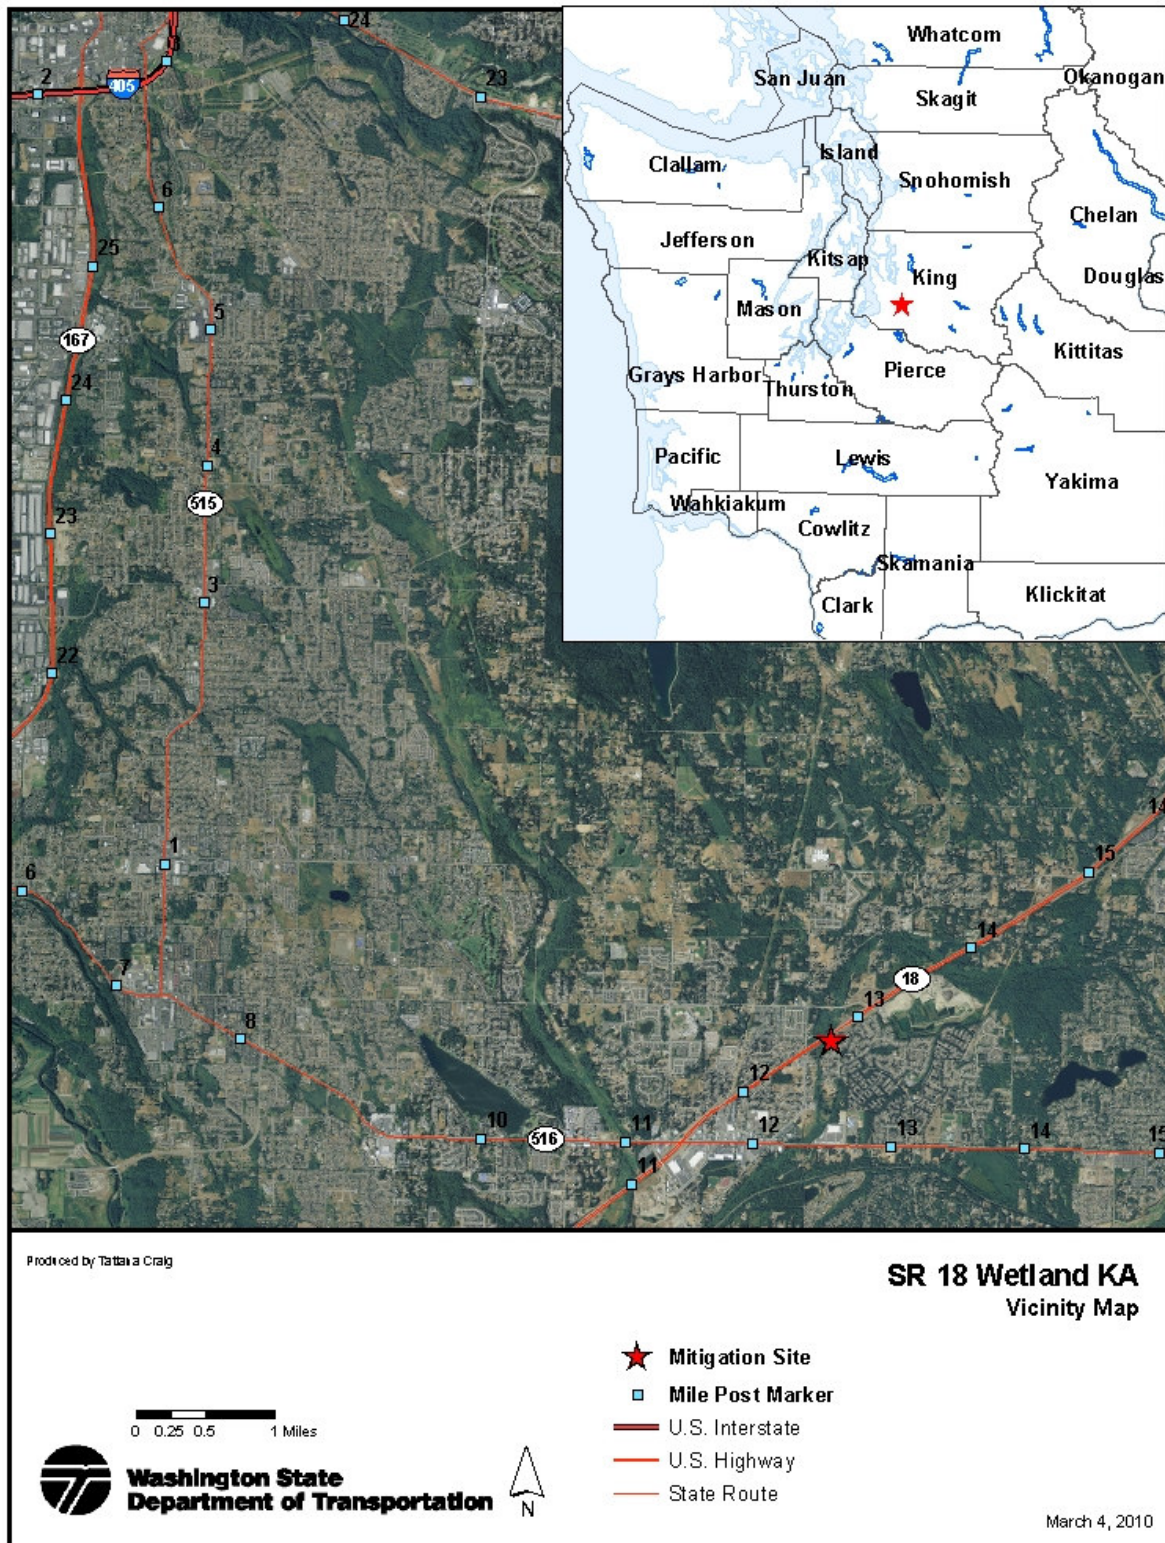 24
3
2
405
23
6
25
5
167
24
4
515
23
3
22
1
6
7
8
10
516
11
11
12
12
13
18
14
15
14
13
14
15
Whatcom
San Juan
Okanogan
Skagit
Island
Clallam
Snohomish
Chelan
Jefferson
Kitsap
King
Douglas
Mason
Kittitas
Grays Harbor
Thurston
Pierce
Pacific
Lewis
Yakima
Wahkiakum
Cowlitz
Skamania
Clark
Klickitat
Produced by Tatiana Craig
SR 18 Wetland KA
Vicinity Map
Mitigation Site
Mile Post Marker
U.S. Interstate
U.S. Highway
State Route
0 0.25 0.5 1 Miles
Washington State
Department of Transportation
N
March 4, 2010